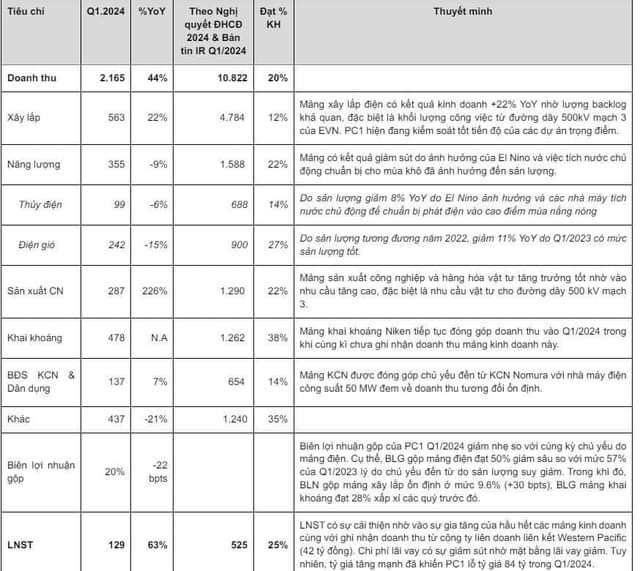 Tiêu chí Q1.2024 %YoY Theo Nghị Đạt % Thuyết minh
quyết ĐHCĐ KH
2024 & Bản
tin IR Q1/2024
Doanh thu 2.165 44% 10.822 20%
Xây lắp 563 22% 4.784 12%
Mảng xây lắp điện có kết quả kinh doanh +22% YoY nhờ lượng backlog
khả quan, đặc biệt là khối lượng công việc từ đường dây 500kV mạch 3
của EVN. PC1 hiện đang kiểm soát tốt tiến độ của các dự án trọng điểm.
Năng lượng 355 -9% 1.588 22%
Mảng có kết quả giảm sút do ảnh hưởng của El Nino và việc tích nước chủ
động chuẩn bị cho mùa khô đã ảnh hưởng đến sản lượng.
Thủy điện 99 -6% 688 14%
Do sản lượng giảm 8% YoY do El Nino ảnh hưởng và các nhà máy tích
nước chủ động để chuẩn bị phát điện vào cao điểm mùa nắng nóng
Điện gió 242 -15% 900 27%
Do sản lượng tương đương năm 2022, giảm 11% YoY do Q1/2023 có mức
sản lượng tốt.
Sản xuất CN 287 226% 1.290 22%
Mảng sản xuất công nghiệp và hàng hóa vật tư tăng trưởng tốt nhờ vào
nhu cầu tăng cao, đặc biệt là nhu cầu vật tư cho đường dây 500 kV mạch
3.
Khai khoáng 478 N.A 1.262 38%
Mảng khai khoáng Niken tiếp tục đóng góp doanh thu vào Q1/2024 trong
khi cùng kì chưa ghi nhận doanh thu mảng kinh doanh này.
BĐS KCN & 137 7% 654 14%
Dân dụng
Mảng KCN được đóng góp chủ yếu đến từ KCN Nomura với nhà máy điện
công suất 50 MW đem về doanh thu tương đối ổn định.
Khác 437 -21% 1.240 35%
Biên lợi nhuận 20% -22
gộp bpts
Biên lợi nhuận gộp của PC1 Q1/2024 giảm nhẹ so với cùng kỳ chủ yếu do
mảng điện. Cụ thể, BLG gộp mảng điện đạt 50% giảm sâu so với mức 57%
của Q1/2023 lý do chủ yếu đến từ do sản lượng suy giảm. Trong khi đó,
BLN gộp mảng xây lắp ổn định ở mức 9.6% (+30 bpts), BLG mảng khai
khoáng đạt 28% xấp xỉ các quý trước đó.
LNST 129 63% 525 25%
LNST có sự cải thiện nhờ vào sự gia tăng của hầu hết các mảng kinh doanh
cùng với ghi nhận doanh thu từ công ty liên doanh liên kết Western Pacific
(42 tỷ đồng). Chi phí lãi vay có sự giảm sút nhờ mặt bằng lãi vay giảm. Tuy
nhiên, tỷ giá tăng mạnh đã khiến PC1 lỗ tỷ giá 84 tỷ trong Q1/2024.